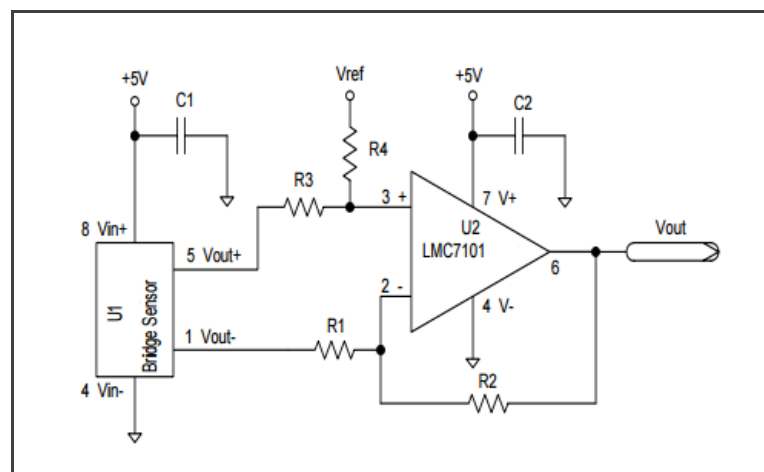 +5V
Vref
+5V
C1
C2
R4
R3
3 +
7 V+
U2
LMC7101
Vout
8 Vin+
5 Vout+
6
U1
Bridge Sensor
2 -
4 V-
1 Vout-
R1
4 Vin-
R2